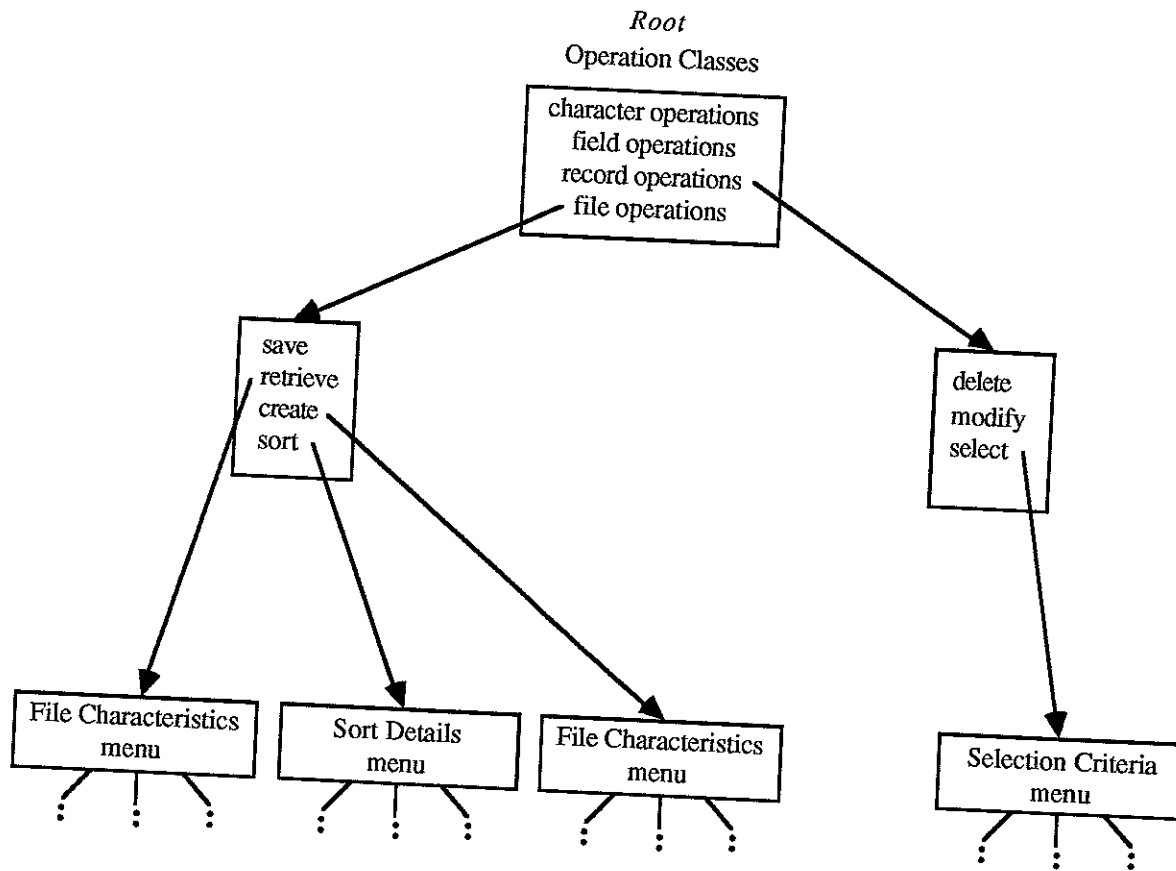 Root
Operation Classes
character operations
field operations
record operations
file operations
save
retrieve
create
sort
delete
modify
select
File Characteristics
menu
Sort Details
menu
File Characteristics
menu
Selection Criteria
menu